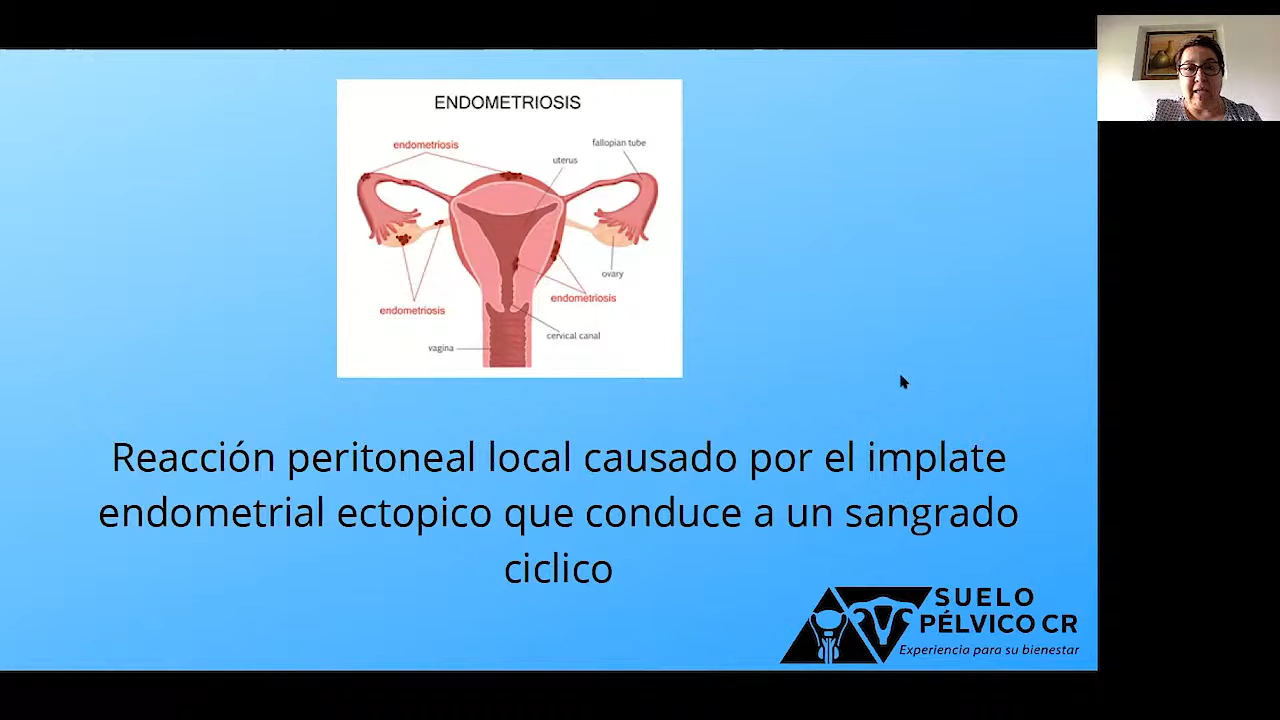 ENDOMETRIOSIS
endometriosis
fallopian tube
uterus
ovary
endometriosis
endometriosis
cervical canal
vagina
Reacción peritoneal local causado por el implate
endometrial ectopico que conduce a un sangrado
ciclico
SUELO
PÉLVICO CR
Experiencia para su bienestar